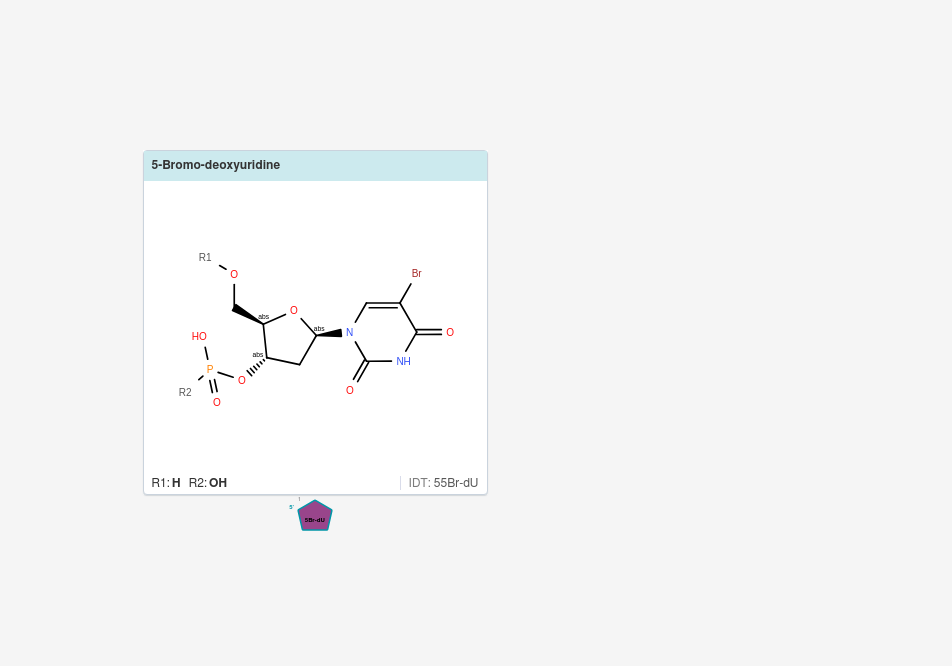 5-Bromo-deoxyuridine
R1
O
Br
abs
O
abs
N
O
HO
abs
P
O
NH
R2
O
O
R1: H R2: OH
IDT: 55Br-dU
5'
5Br-dU